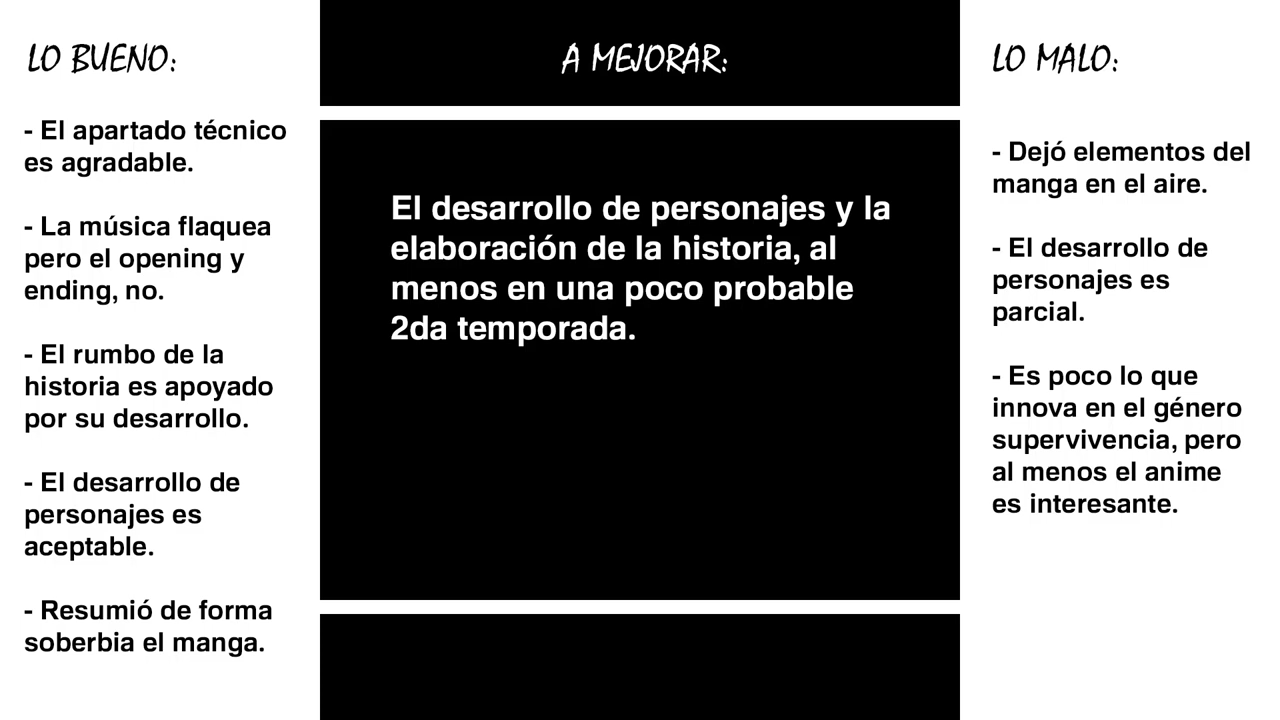 LO BUENO:
- El apartado técnico
es agradable.
- La música flaquea
pero el opening y
ending, no.
- El rumbo de la
historia es apoyado
por su desarrollo.
- El desarrollo de
personajes es
aceptable.
- Resumió de forma
soberbia el manga.
A MEJORAR:
El desarrollo de personajes y la
elaboración de la historia, al
menos en una poco probable
2da temporada.
LO MALO:
- Dejó elementos del
manga en el aire.
- El desarrollo de
personajes es
parcial.
- Es poco lo que
innova en el género
supervivencia, pero
al menos el anime
es interesante.